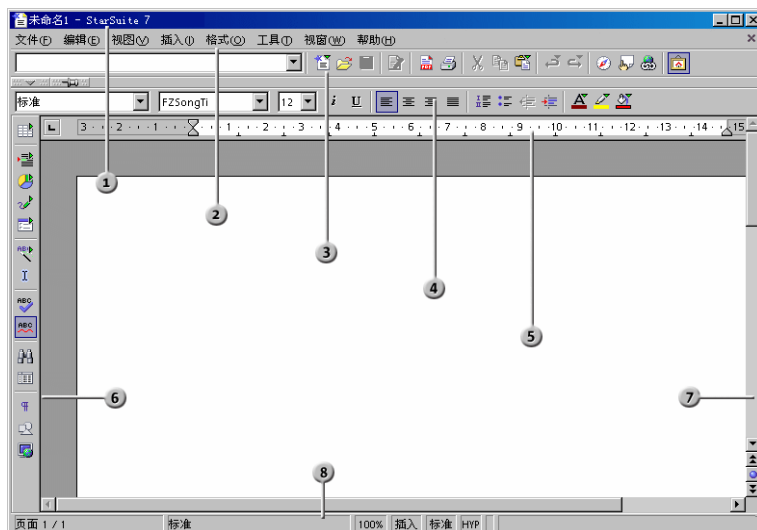 未命名1 - StarSuite 7
文件(F) 编辑(E) 视图(V) 插入(I) 格式(O) 工具(T) 视窗(W) 帮助(H)
标准 FZSongTi 12 i U A
3 2 1 1 2 3 4 5 6 7 8 9 10 11 12 13 14 15
1
2
3
4
ABC
5
6
7
8
页面 1 / 1 标准 100% 插入 标准 HYP